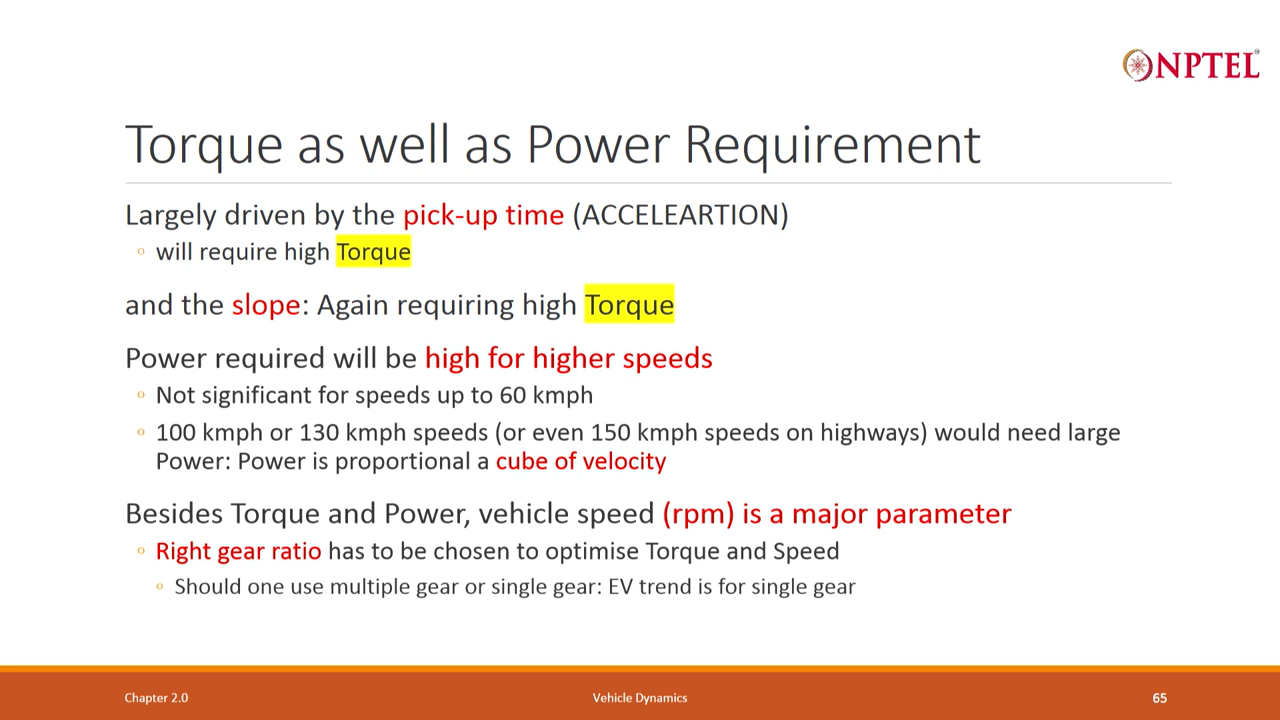 NPTEL
Torque as well as Power Requirement
Largely driven by the pick-up time (ACCELEARTION)
◦ will require high Torque
and the slope: Again requiring high Torque
Power required will be high for higher speeds
◦ Not significant for speeds up to 60 kmph
◦ 100 kmph or 130 kmph speeds (or even 150 kmph speeds on highways) would need large
Power: Power is proportional a cube of velocity
Besides Torque and Power, vehicle speed (rpm) is a major parameter
◦ Right gear ratio has to be chosen to optimise Torque and Speed
◦ Should one use multiple gear or single gear: EV trend is for single gear
Chapter 2.0
Vehicle Dynamics
65